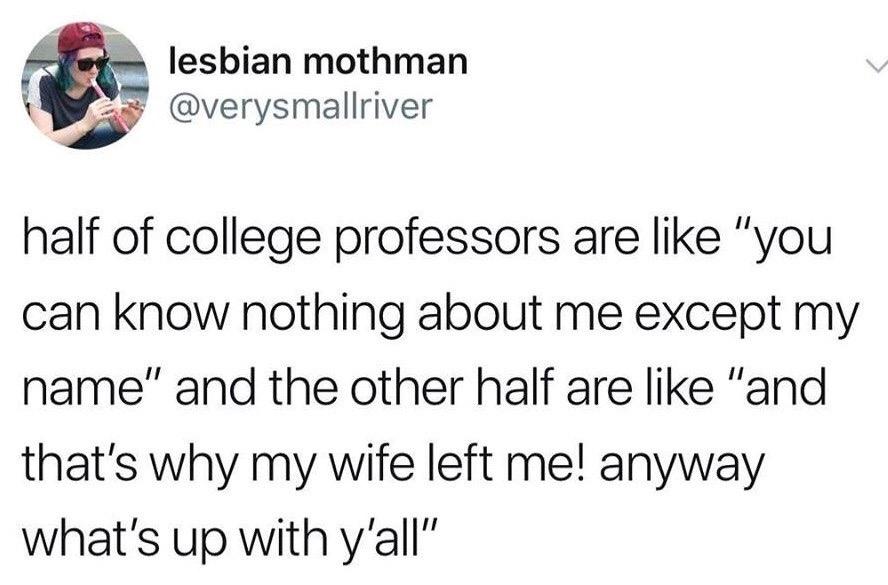 lesbian mothman
@verysmallriver
half of college professors are like "you
can know nothing about me except my
name" and the other half are like "and
that's why my wife left me! anyway
what's up with y'all"